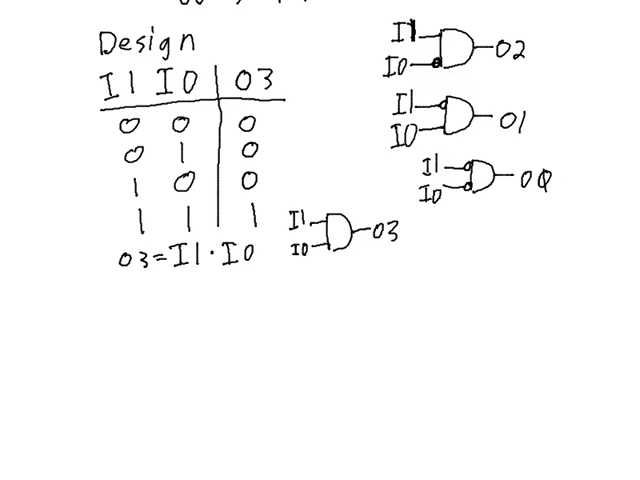 Design
I1 I0 O3
0 0 0
0 1 0
1 0 0
1 1 1
O3=I1·I0
I1
I0
O3
I1
I0
O2
I1
I0
O1
I1
I0
O0